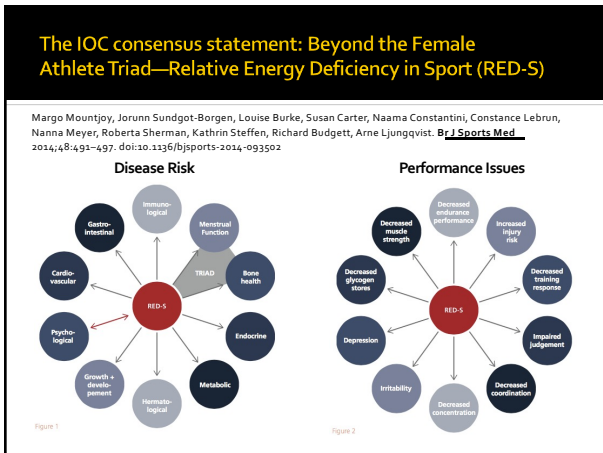 The IOC consensus statement: Beyond the Female
Athlete Triad—Relative Energy Deficiency in Sport (RED-S)
Margo Mountjoy, Jorunn Sundgot-Borgen, Louise Burke, Susan Carter, Naama Constantini, Constance Lebrun,
Nanna Meyer, Roberta Sherman, Kathrin Steffen, Richard Budgett, Arne Ljungqvist. Br J Sports Med
2014;48:491–497. doi:10.1136/bjsports-2014-093502
Disease Risk
Immuno-
logical
Menstrual
Function
Bone
health
Endocrine
Metabolic
Hermato-
logical
Growth +
develo-
pement
Psycho-
logical
Cardio-
vascular
Gastro-
intestinal
TRIAD
RED-S
Figure 1
Performance Issues
Decreased
endurance
performance
Increased
injury
risk
Decreased
training
response
Impaired
judgement
Decreased
coordination
Decreased
concentration
Irritability
Depression
Decreased
glycogen
stores
Decreased
muscle
strength
RED-S
Figure 2